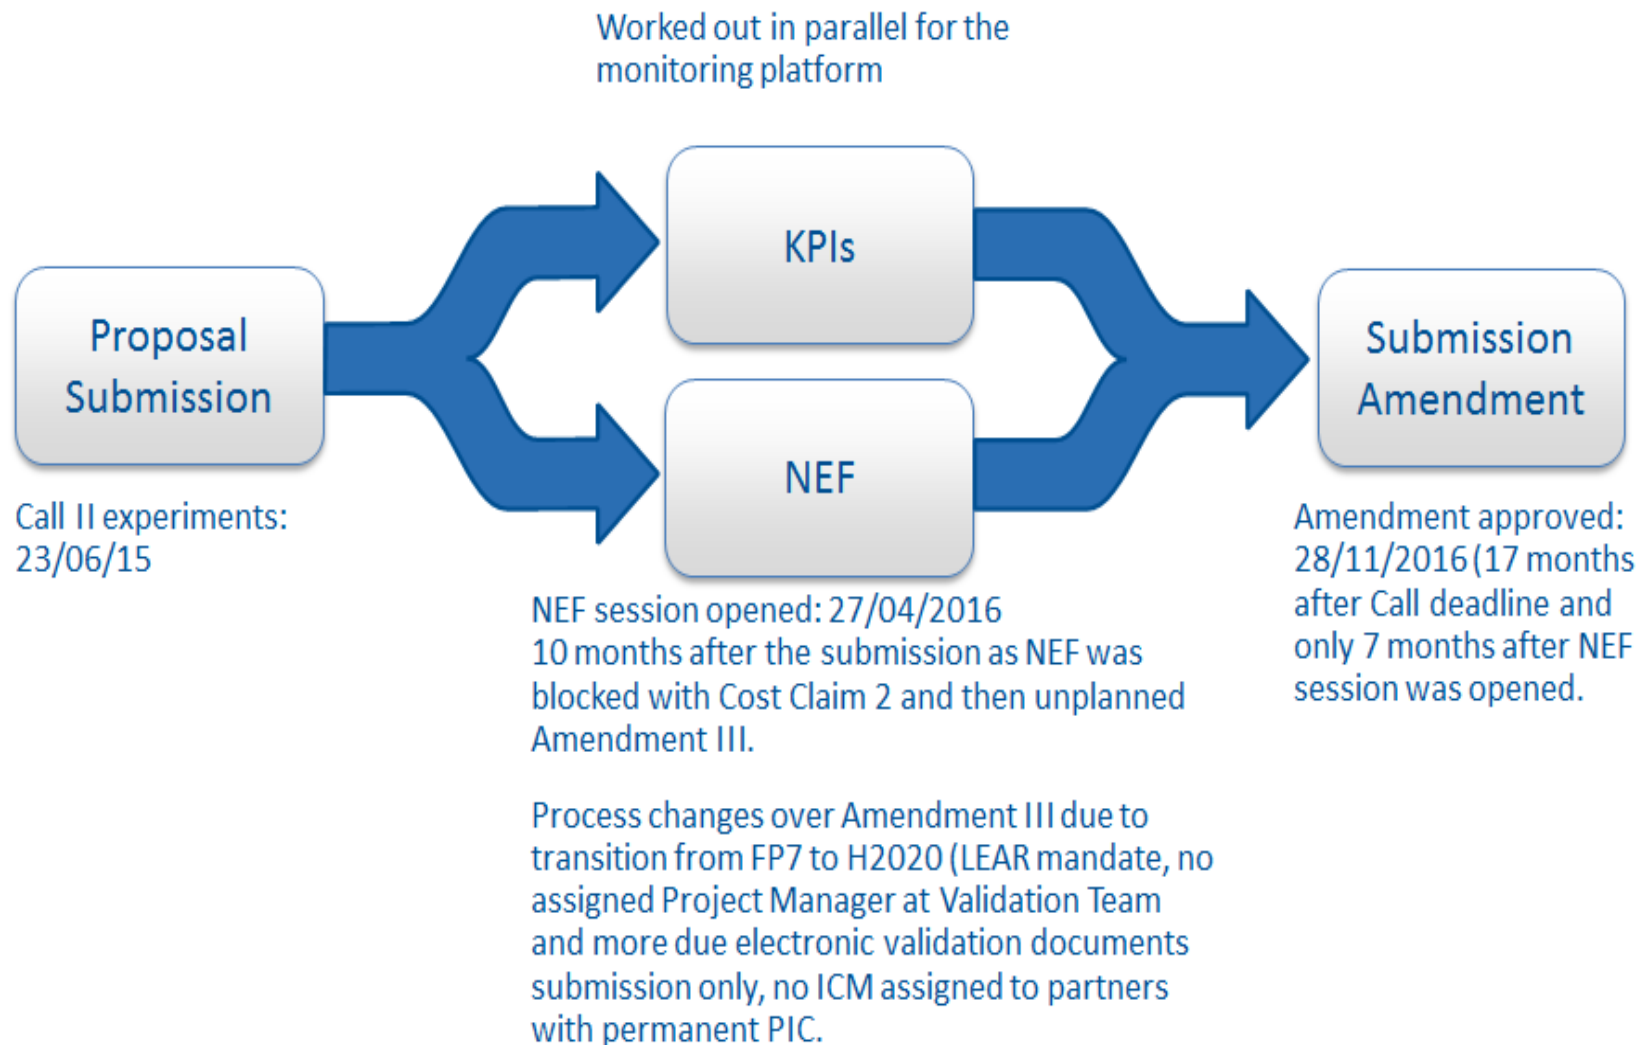 Worked out in parallel for the
monitoring platform
KPIs
Proposal
Submission
Submission
Amendment
NEF
Call II experiments:
23/06/15
Amendment approved:
28/11/2016 (17 months
after Call deadline and
only 7 months after NEF
session was opened.
NEF session opened: 27/04/2016
10 months after the submission as NEF was
blocked with Cost Claim 2 and then unplanned
Amendment III.
Process changes over Amendment III due to
transition from FP7 to H2020 (LEAR mandate, no
assigned Project Manager at Validation Team
and more due electronic validation documents
submission only, no ICM assigned to partners
with permanent PIC.